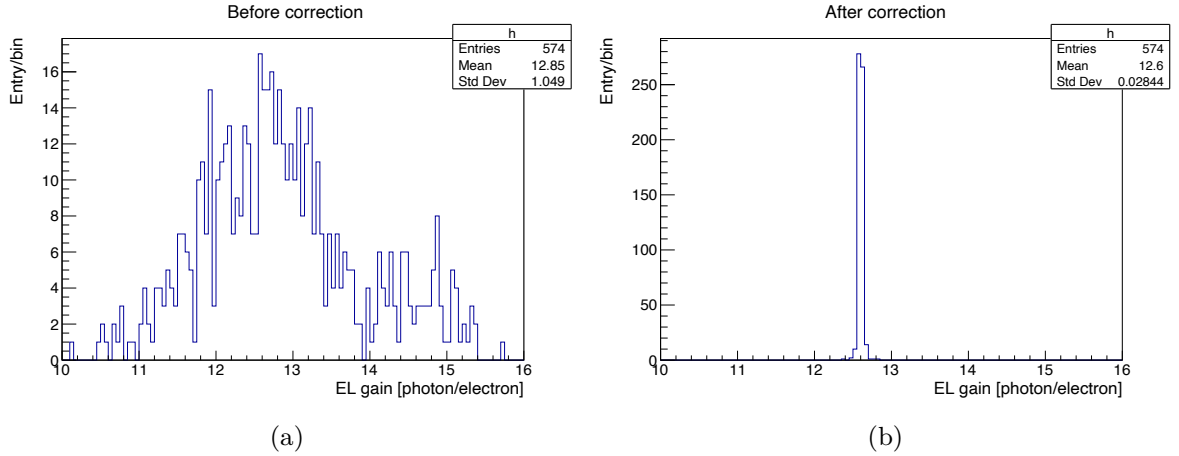 Before correction
h
Entries 574
Mean 12.85
Std Dev 1.049
Entry/bin
16
14
12
10
8
6
4
2
0
10 11 12 13 14 15 16
EL gain [photon/electron]
(a)
After correction
h
Entries 574
Mean 12.6
Std Dev 0.02844
Entry/bin
250
200
150
100
50
0
10 11 12 13 14 15 16
EL gain [photon/electron]
(b)